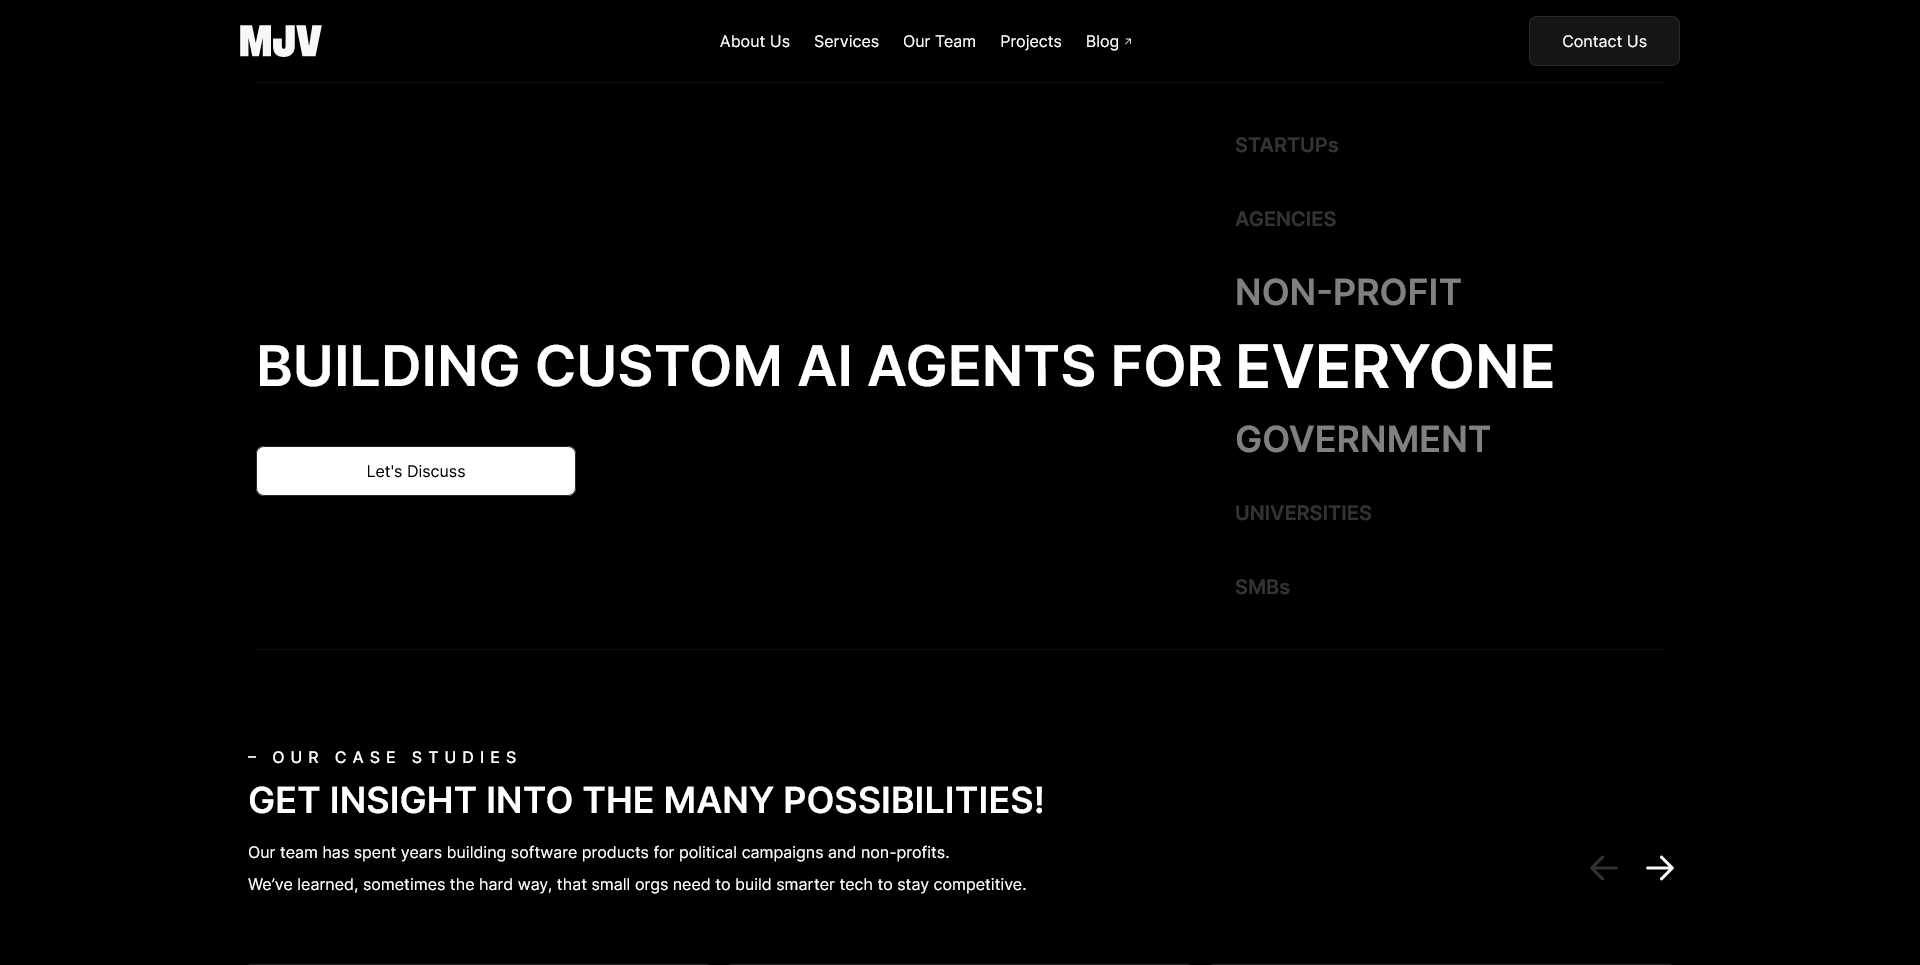 MJV
About Us Services Our Team Projects Blog ↗
Contact Us
STARTUPs
AGENCIES
NON-PROFIT
BUILDING CUSTOM AI AGENTS FOR EVERYONE
GOVERNMENT
Let's Discuss
UNIVERSITIES
SMBs
– OUR CASE STUDIES
GET INSIGHT INTO THE MANY POSSIBILITIES!
Our team has spent years building software products for political campaigns and non-profits.
We’ve learned, sometimes the hard way, that small orgs need to build smarter tech to stay competitive.